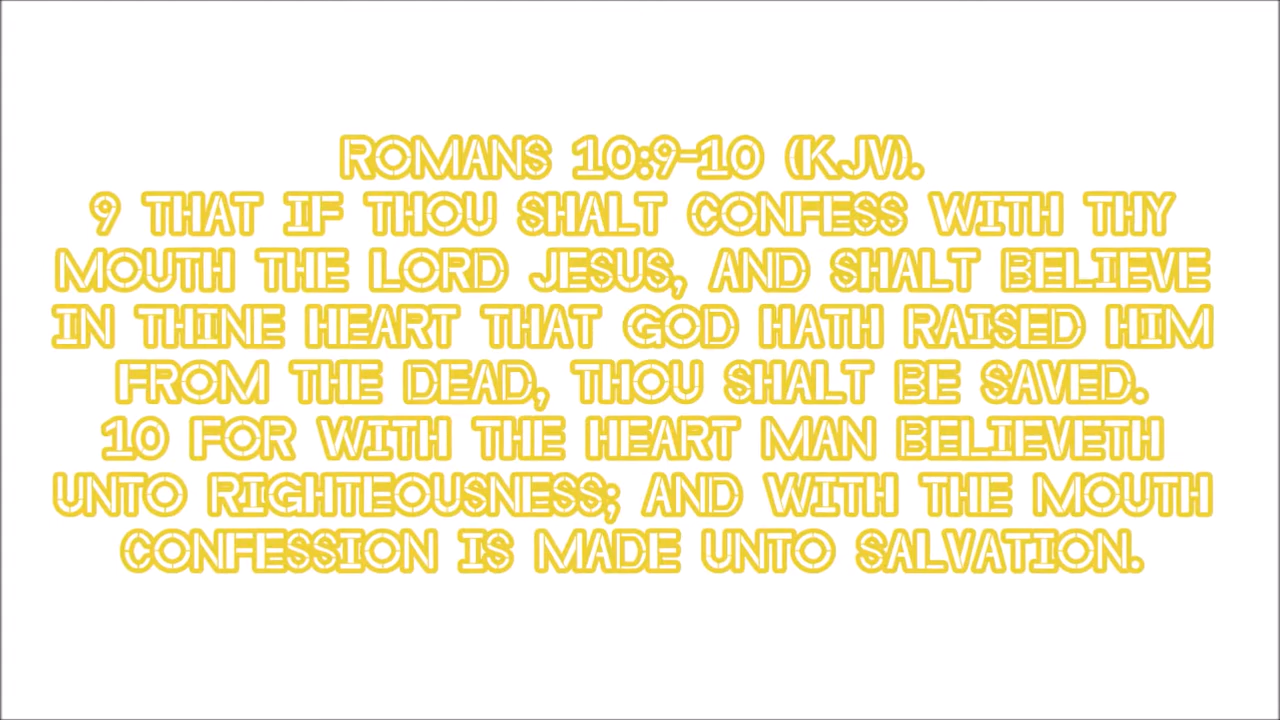 ROMANS 10:9-10 (KJV).
9 THAT IF THOU SHALT CONFESS WITH THY
MOUTH THE LORD JESUS, AND SHALT BELIEVE
IN THINE HEART THAT GOD HATH RAISED HIM
FROM THE DEAD, THOU SHALT BE SAVED.
10 FOR WITH THE HEART MAN BELIEVETH
UNTO RIGHTEOUSNESS; AND WITH THE MOUTH
CONFESSION IS MADE UNTO SALVATION.